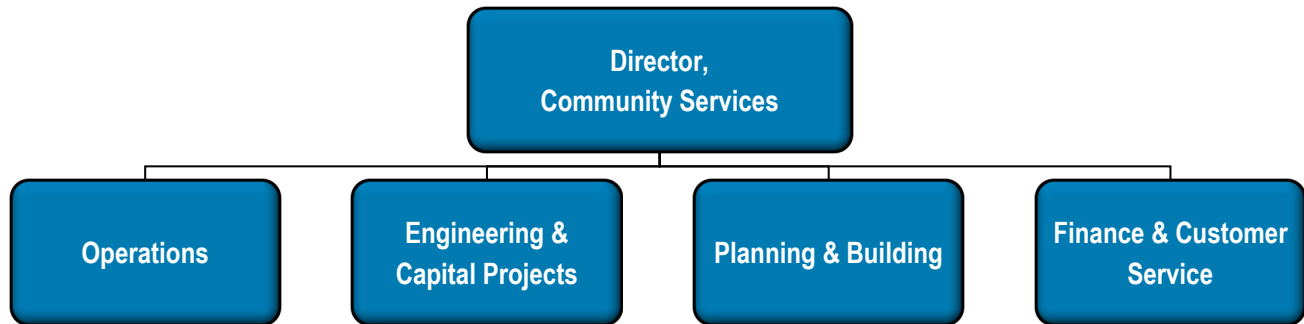 Director,
Community Services
Operations
Engineering &
Capital Projects
Planning & Building
Finance & Customer
Service